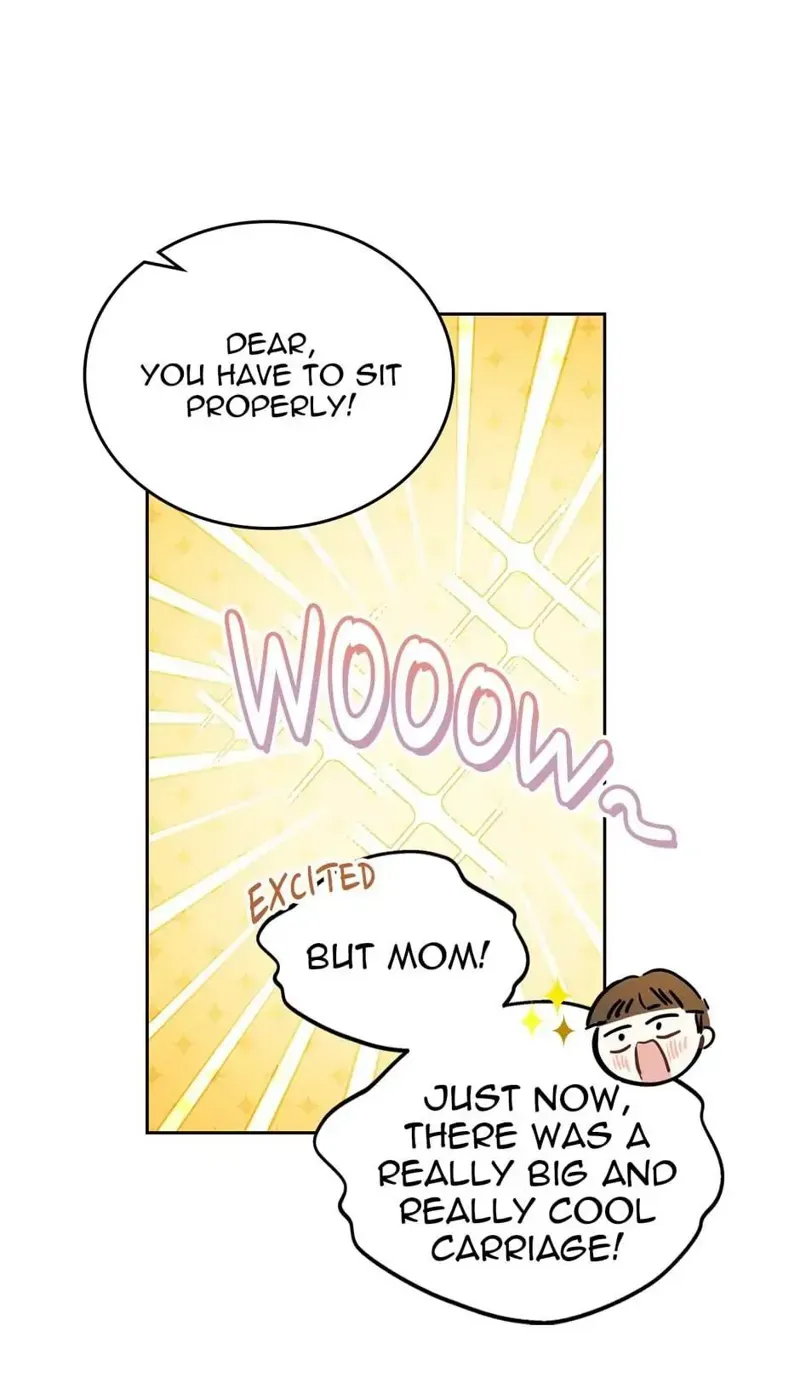 DEAR,
YOU HAVE TO SIT
PROPERLY!
WOOOW~
EXCITED
BUT MOM!
JUST NOW,
THERE WAS A
REALLY BIG AND
REALLY COOL
CARRIAGE!